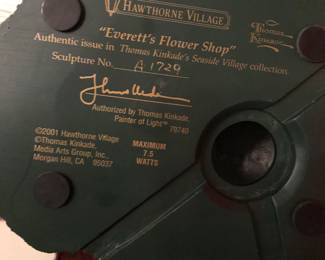 HAWTHORNE VILLAGE
Thomas
Kinkade
"Everett's Flower Shop"
Authentic issue in Thomas Kinkade's Seaside Village collection.
Sculpture No. A1729
Authorized by Thomas Kinkade,
Painter of Light™ 79740
©2001 Hawthorne Village
©Thomas Kinkade,
Media Arts Group, Inc.,
Morgan Hill, CA 95037
MAXIMUM
7.5
WATTS